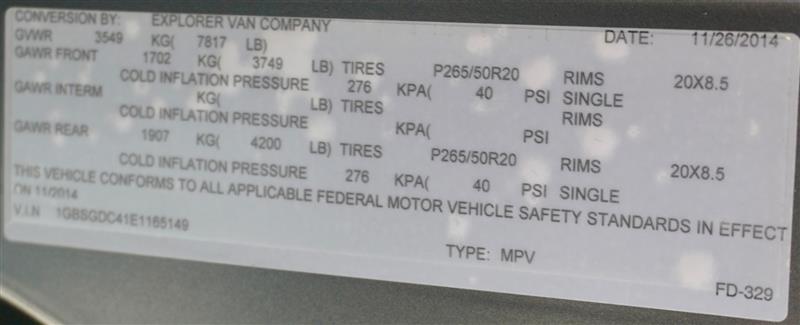 CONVERSION BY: EXPLORER VAN COMPANY
GVWR 3549 KG( 7817 LB) DATE: 11/26/2014
GAWR FRONT 1702 KG( 3749 LB) TIRES P265/50R20 RIMS 20X8.5
COLD INFLATION PRESSURE 276 KPA( 40 PSI SINGLE
GAWR INTERM KG( LB) TIRES RIMS
COLD INFLATION PRESSURE KPA( PSI
GAWR REAR 1907 KG( 4200 LB) TIRES P265/50R20 RIMS 20X8.5
COLD INFLATION PRESSURE 276 KPA( 40 PSI SINGLE
THIS VEHICLE CONFORMS TO ALL APPLICABLE FEDERAL MOTOR VEHICLE SAFETY STANDARDS IN EFFECT
ON 11/2014
V.I.N 1GBSGDC41E1165149
TYPE: MPV
FD-329